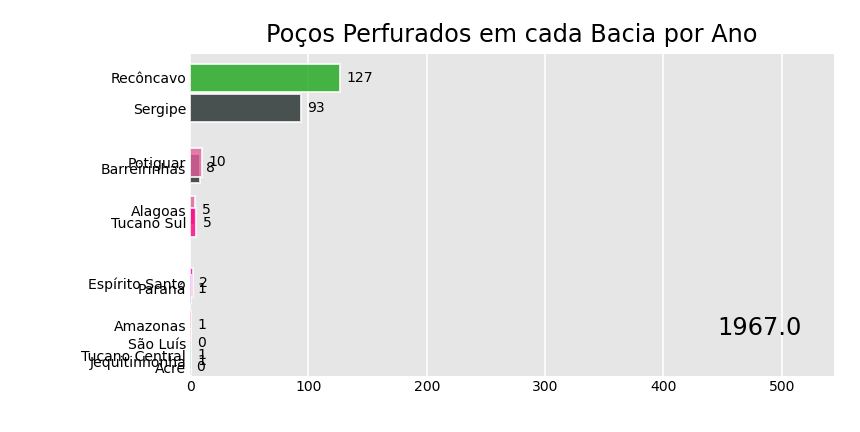 Poços Perfurados em cada Bacia por Ano
Recôncavo 127
Sergipe 93
Potiguar 10
Barreirinhas 8
Alagoas 5
Tucano Sul 5
Espírito Santo 2
Paraná 1
Amazonas 1
1967.0
São Luís 0
Tucano Central 1
Jequitinhonha 1
Acre 0
0 100 200 300 400 500